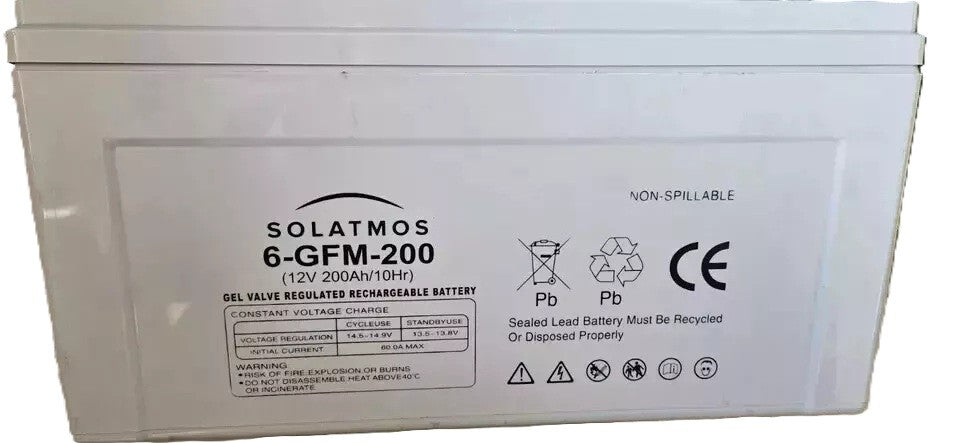 NON-SPILLABLE
SOLATMOS
6-GFM-200
(12V 200Ah/10Hr)
GEL VALVE REGULATED RECHARGEABLE BATTERY
CONSTANT VOLTAGE CHARGE
CYCLEUSE STANDBYUSE
VOLTAGE REGULATION 14.5-14.9V 13.5-13.8V
INITIAL CURRENT 60.0A MAX
WARNING
•RISK OF FIRE,EXPLOSION,OR BURNS
•DO NOT DISASSEMBLE,HEAT ABOVE40°C
OR INCINERATE
Pb Pb CE
Sealed Lead Battery Must Be Recycled
Or Disposed Properly